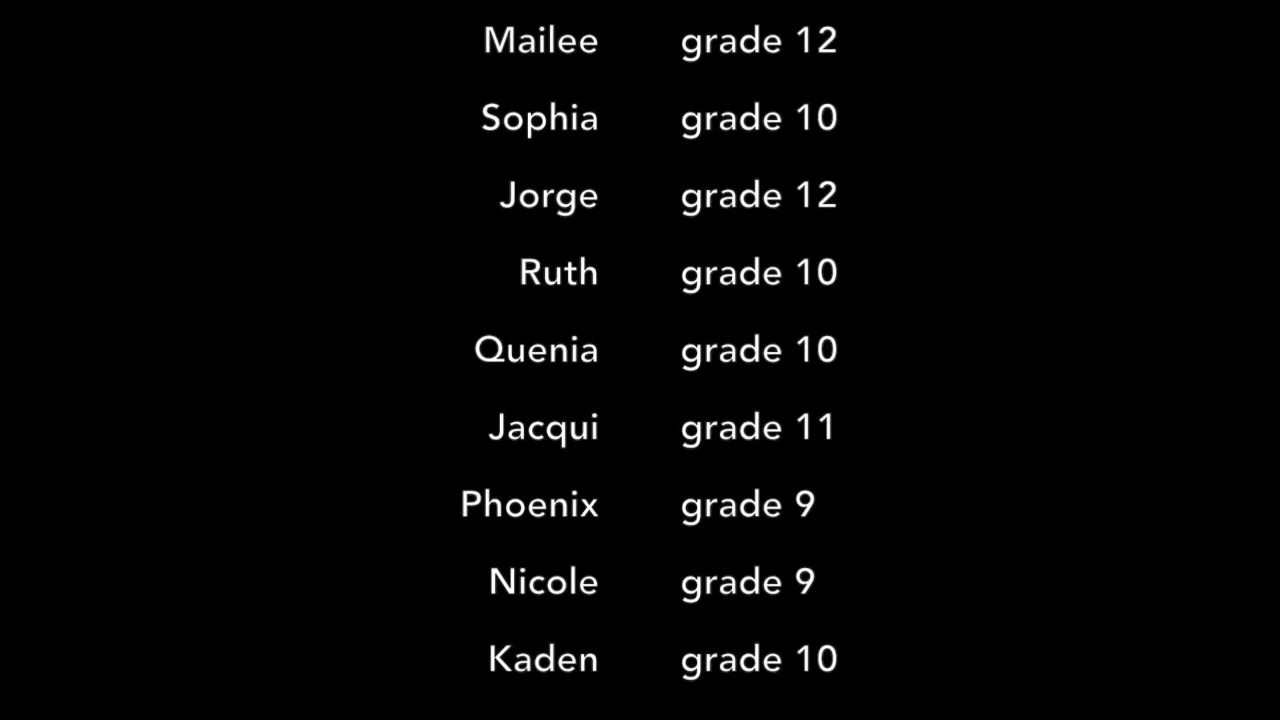 Mailee grade 12
Sophia grade 10
Jorge grade 12
Ruth grade 10
Quenia grade 10
Jacqui grade 11
Phoenix grade 9
Nicole grade 9
Kaden grade 10